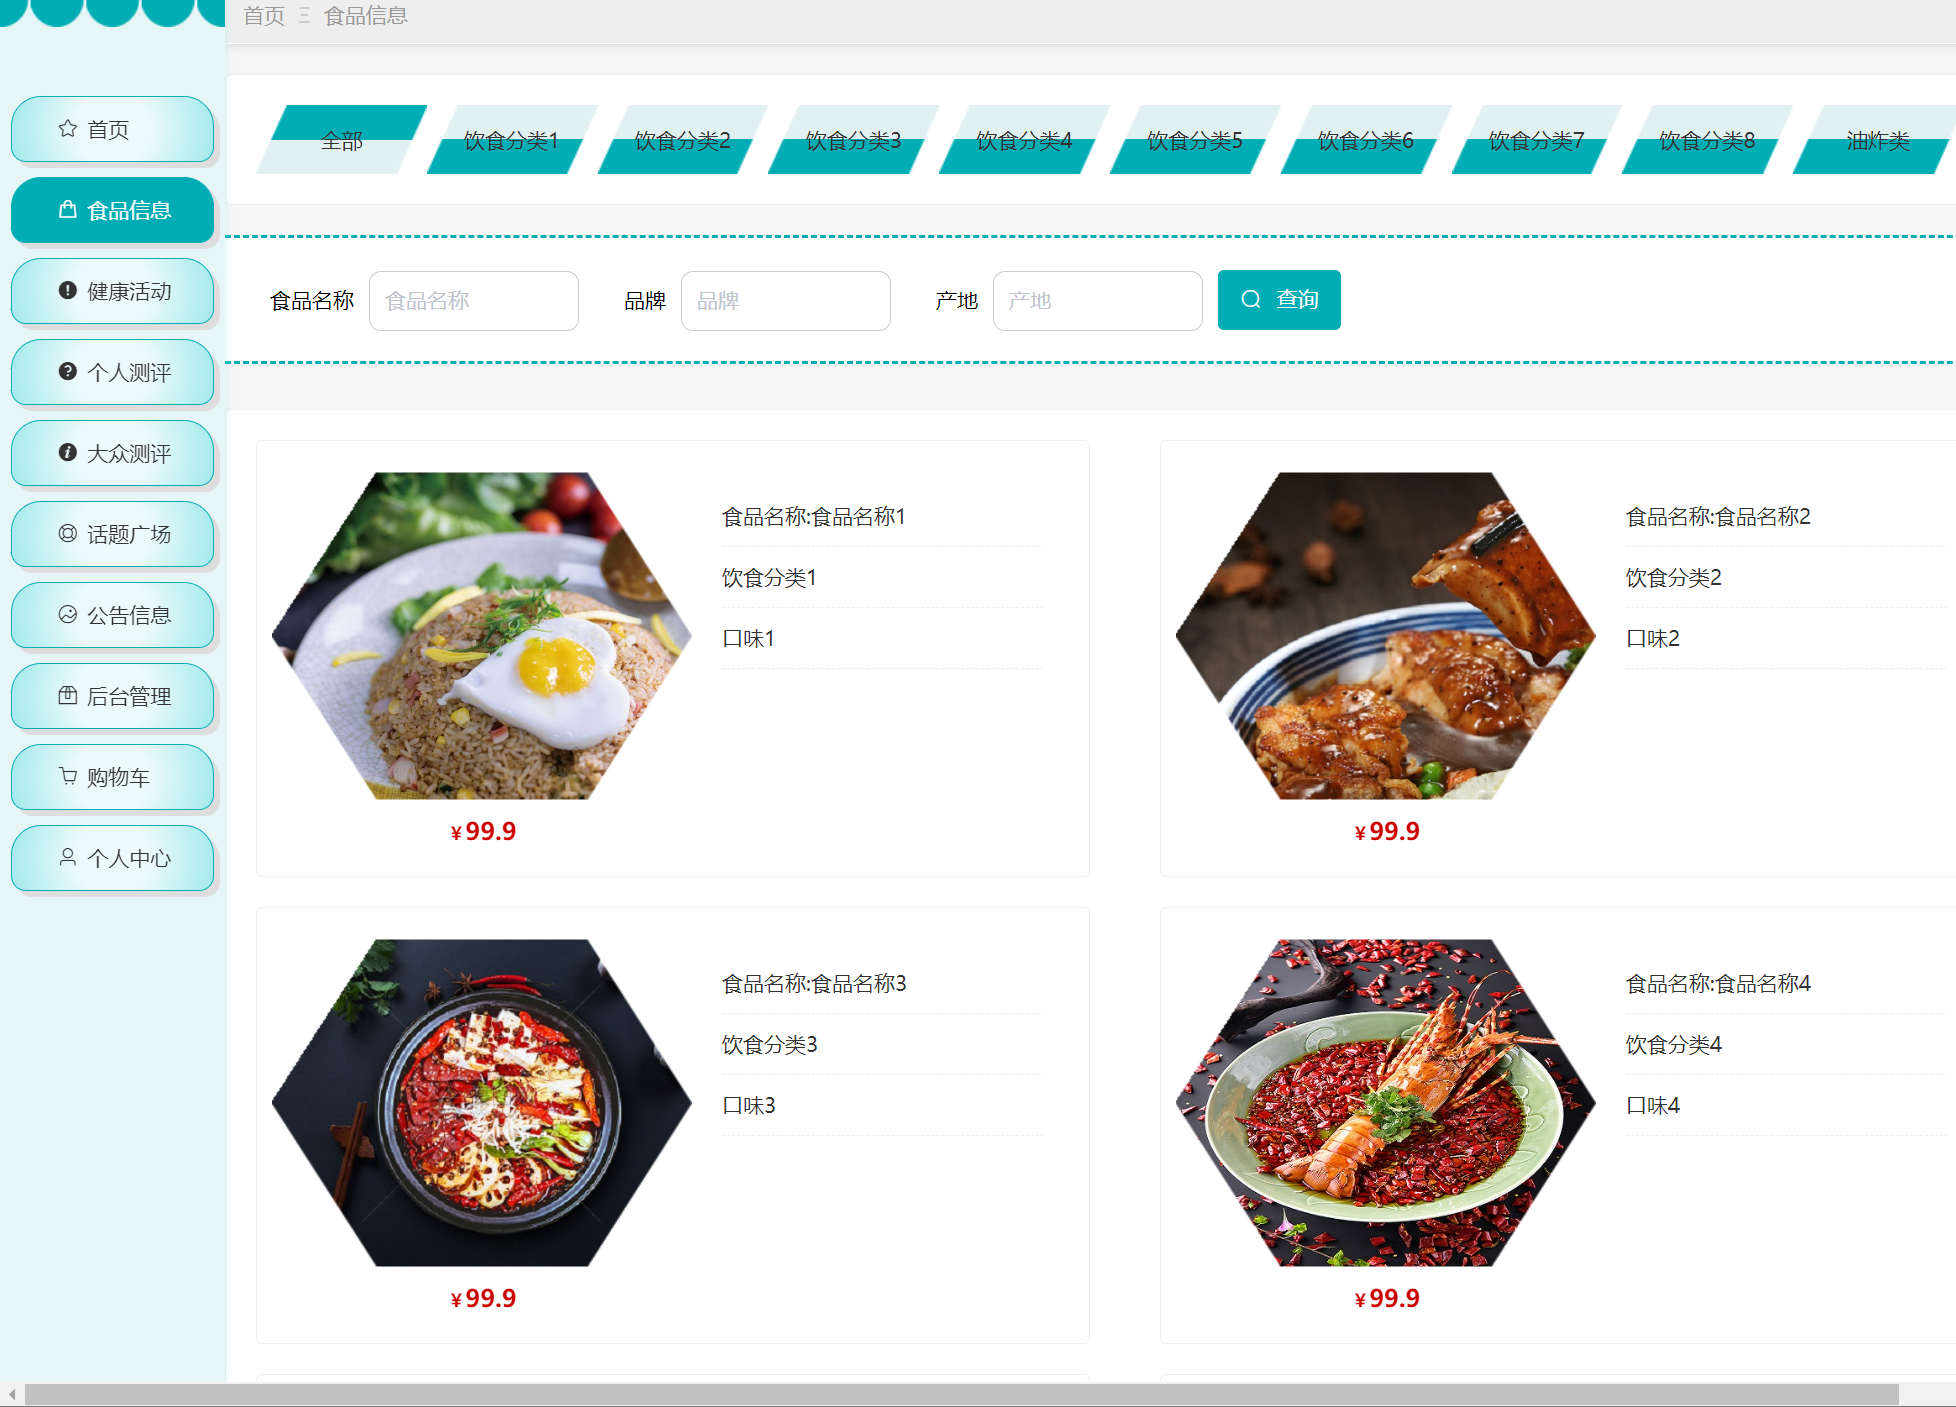 首页 Ξ 食品信息
首页
食品信息
健康活动
个人测评
大众测评
话题广场
公告信息
后台管理
购物车
个人中心
全部 饮食分类1 饮食分类2 饮食分类3 饮食分类4 饮食分类5 饮食分类6 饮食分类7 饮食分类8 油炸类
食品名称 食品名称 品牌 品牌 产地 产地 查询
食品名称:食品名称1
饮食分类1
口味1
¥99.9
食品名称:食品名称2
饮食分类2
口味2
¥99.9
食品名称:食品名称3
饮食分类3
口味3
¥99.9
食品名称:食品名称4
饮食分类4
口味4
¥99.9